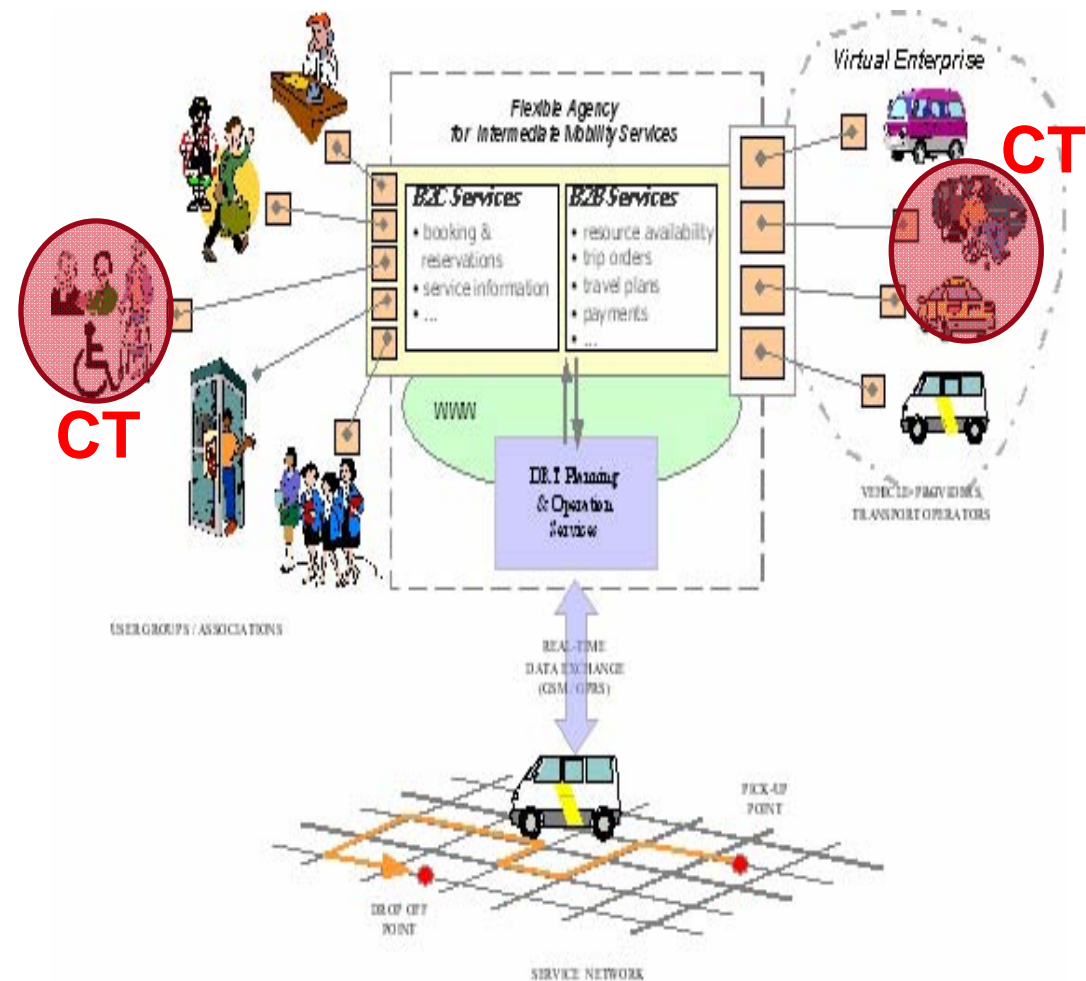 Virtual Enterprise
Flexible Agency
for Intermediate Mobility Services
CT
B2C Services
• booking &
reservations
• service information
• ...
B2B Services
• resource availability
• trip orders
• travel plans
• payments
• ...
CT
WWW
DRT Planning
& Operation
Services
VEHICLE PROVIDERS,
TRANSPORT OPERATORS
USER GROUPS / ASSOCIATIONS
REAL-TIME
DATA EXCHANGE
(GSM / GPRS)
PICK-UP
POINT
DROP OFF
POINT
SERVICE NETWORK